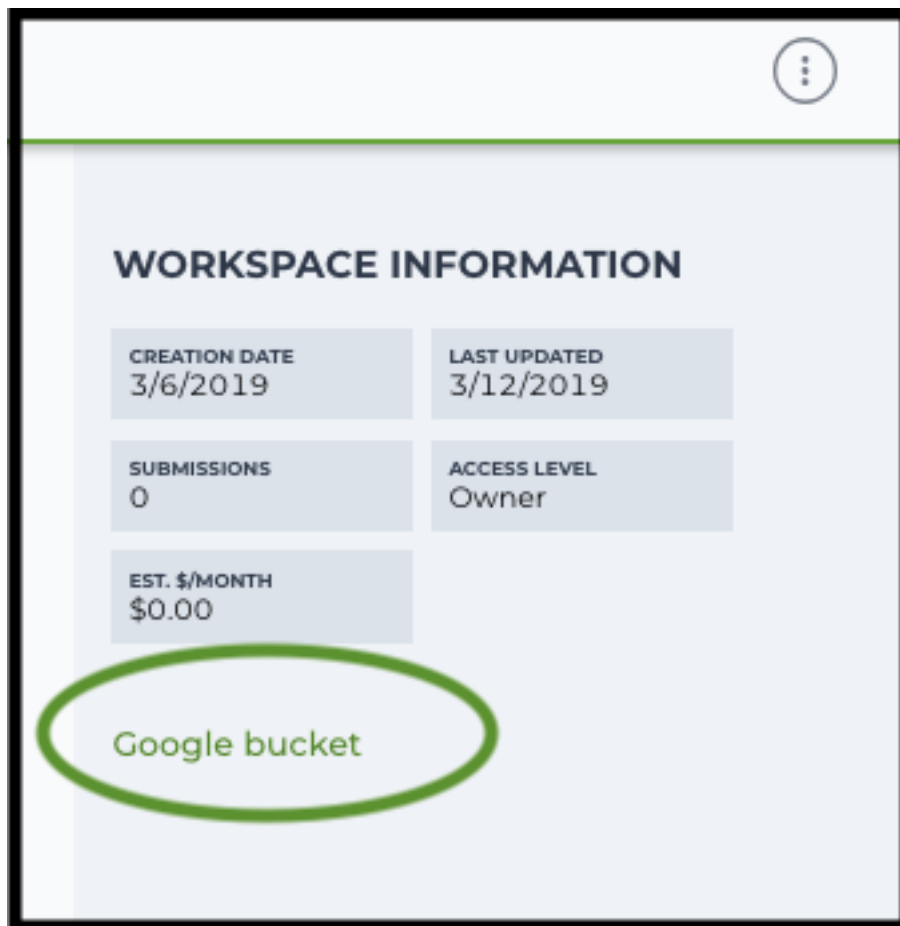 WORKSPACE INFORMATION
CREATION DATE
3/6/2019
LAST UPDATED
3/12/2019
SUBMISSIONS
0
ACCESS LEVEL
Owner
EST. $/MONTH
$0.00
Google bucket